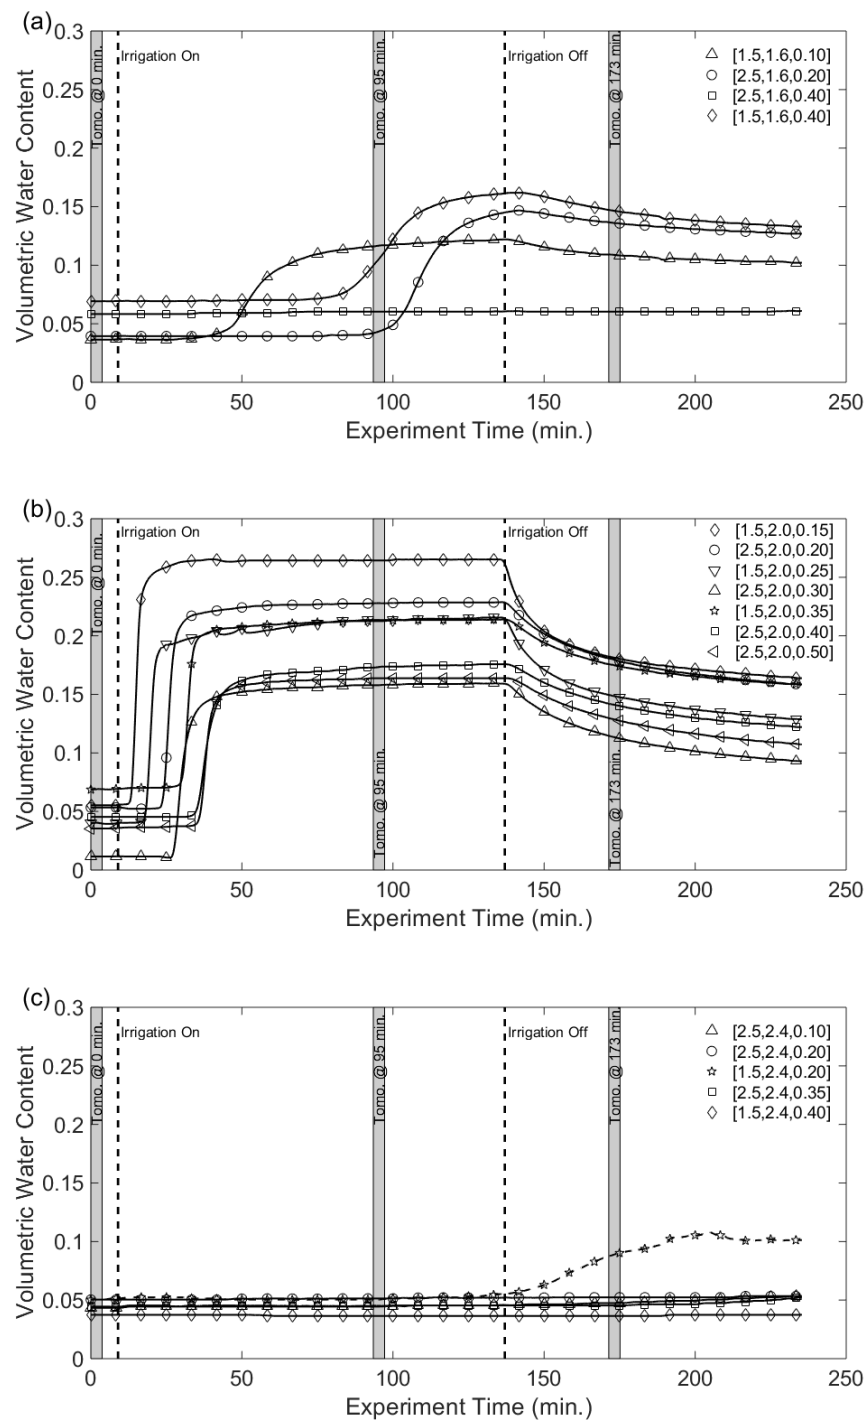 (a)
0.3
0.25
0.2
0.15
0.1
0.05
0
Volumetric Water Content
Tomo. @ 0 min.
Irrigation On
Tomo. @ 95 min.
Irrigation Off
Tomo. @ 173 min.
[1.5,1.6,0.10]
[2.5,1.6,0.20]
[2.5,1.6,0.40]
[1.5,1.6,0.40]
0 50 100 150 200 250
Experiment Time (min.)
(b)
0.3
0.25
0.2
0.15
0.1
0.05
0
Volumetric Water Content
Tomo. @ 0 min.
Irrigation On
Tomo. @ 95 min.
Irrigation Off
Tomo. @ 173 min.
[1.5,2.0,0.15]
[2.5,2.0,0.20]
[1.5,2.0,0.25]
[2.5,2.0,0.30]
[1.5,2.0,0.35]
[2.5,2.0,0.40]
[2.5,2.0,0.50]
0 50 100 150 200 250
Experiment Time (min.)
(c)
0.3
0.25
0.2
0.15
0.1
0.05
0
Volumetric Water Content
Tomo. @ 0 min.
Irrigation On
Tomo. @ 95 min.
Irrigation Off
Tomo. @ 173 min.
[2.5,2.4,0.10]
[2.5,2.4,0.20]
[1.5,2.4,0.20]
[2.5,2.4,0.35]
[1.5,2.4,0.40]
0 50 100 150 200 250
Experiment Time (min.)